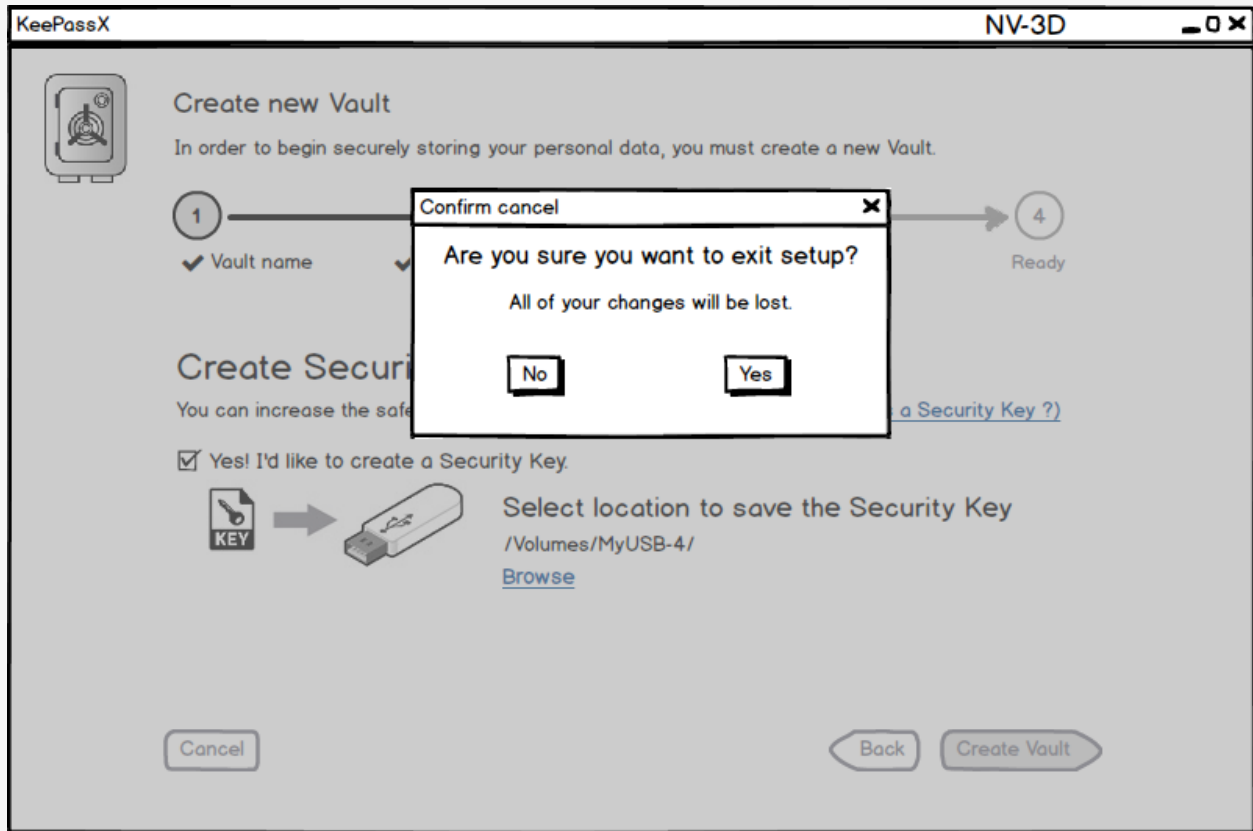 KeePassX NV-3D
Create new Vault
In order to begin securely storing your personal data, you must create a new Vault.
1 4
Vault name Ready
Confirm cancel
Are you sure you want to exit setup?
All of your changes will be lost.
No Yes
Create Securi
You can increase the safe a Security Key ?)
Yes! I'd like to create a Security Key.
KEY
Select location to save the Security Key
/Volumes/MyUSB-4/
Browse
Cancel Back Create Vault